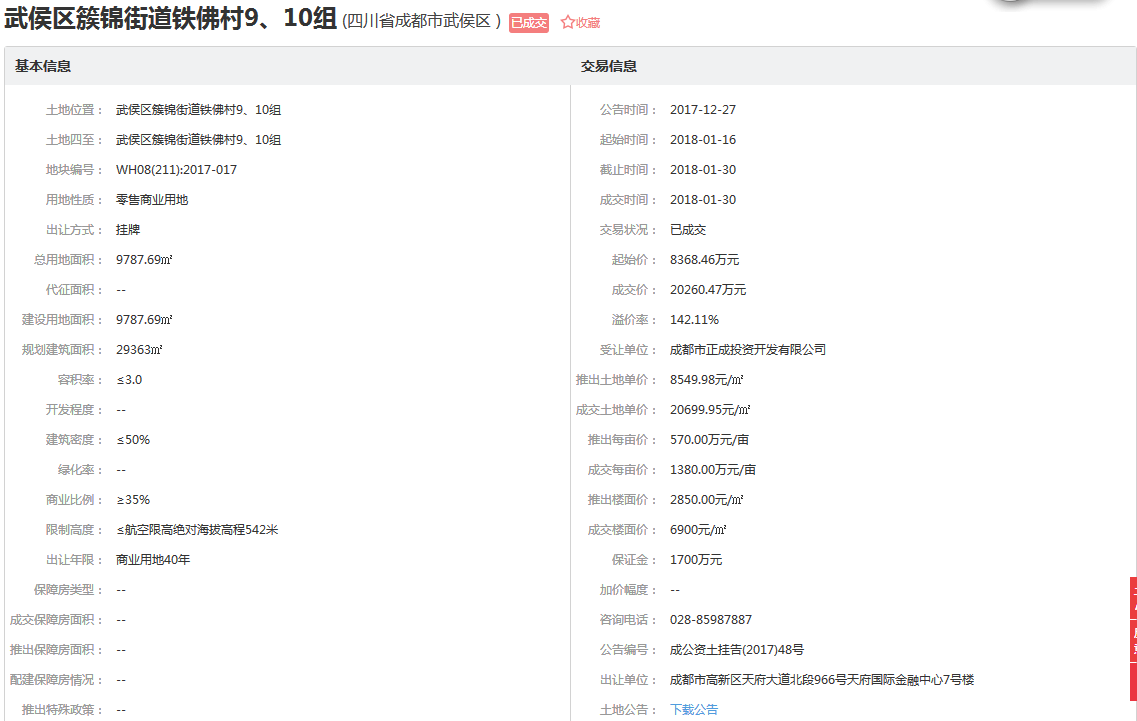 武侯区簇锦街道铁佛村9、10组 (四川省成都市武侯区 ) 已成交 ☆收藏
基本信息
土地位置： 武侯区簇锦街道铁佛村9、10组
土地四至： 武侯区簇锦街道铁佛村9、10组
地块编号： WH08(211):2017-017
用地性质： 零售商业用地
出让方式： 挂牌
总用地面积： 9787.69㎡
代征面积： --
建设用地面积： 9787.69㎡
规划建筑面积： 29363㎡
容积率： ≤3.0
开发程度： --
建筑密度： ≤50%
绿化率： --
商业比例： ≥35%
限制高度： ≤航空限高绝对海拔高程542米
出让年限： 商业用地40年
保障房类型： --
成交保障房面积： --
推出保障房面积： --
配建保障房情况： --
推出特殊政策： --
交易信息
公告时间： 2017-12-27
起始时间： 2018-01-16
截止时间： 2018-01-30
成交时间： 2018-01-30
交易状况： 已成交
起始价： 8368.46万元
成交价： 20260.47万元
溢价率： 142.11%
受让单位： 成都市正成投资开发有限公司
推出土地单价： 8549.98元/㎡
成交土地单价： 20699.95元/㎡
推出每亩价： 570.00万元/亩
成交每亩价： 1380.00万元/亩
推出楼面价： 2850.00元/㎡
成交楼面价： 6900元/㎡
保证金： 1700万元
加价幅度： --
咨询电话： 028-85987887
公告编号： 成公资土挂告(2017)48号
出让单位： 成都市高新区天府大道北段966号天府国际金融中心7号楼
土地公告： 下载公告